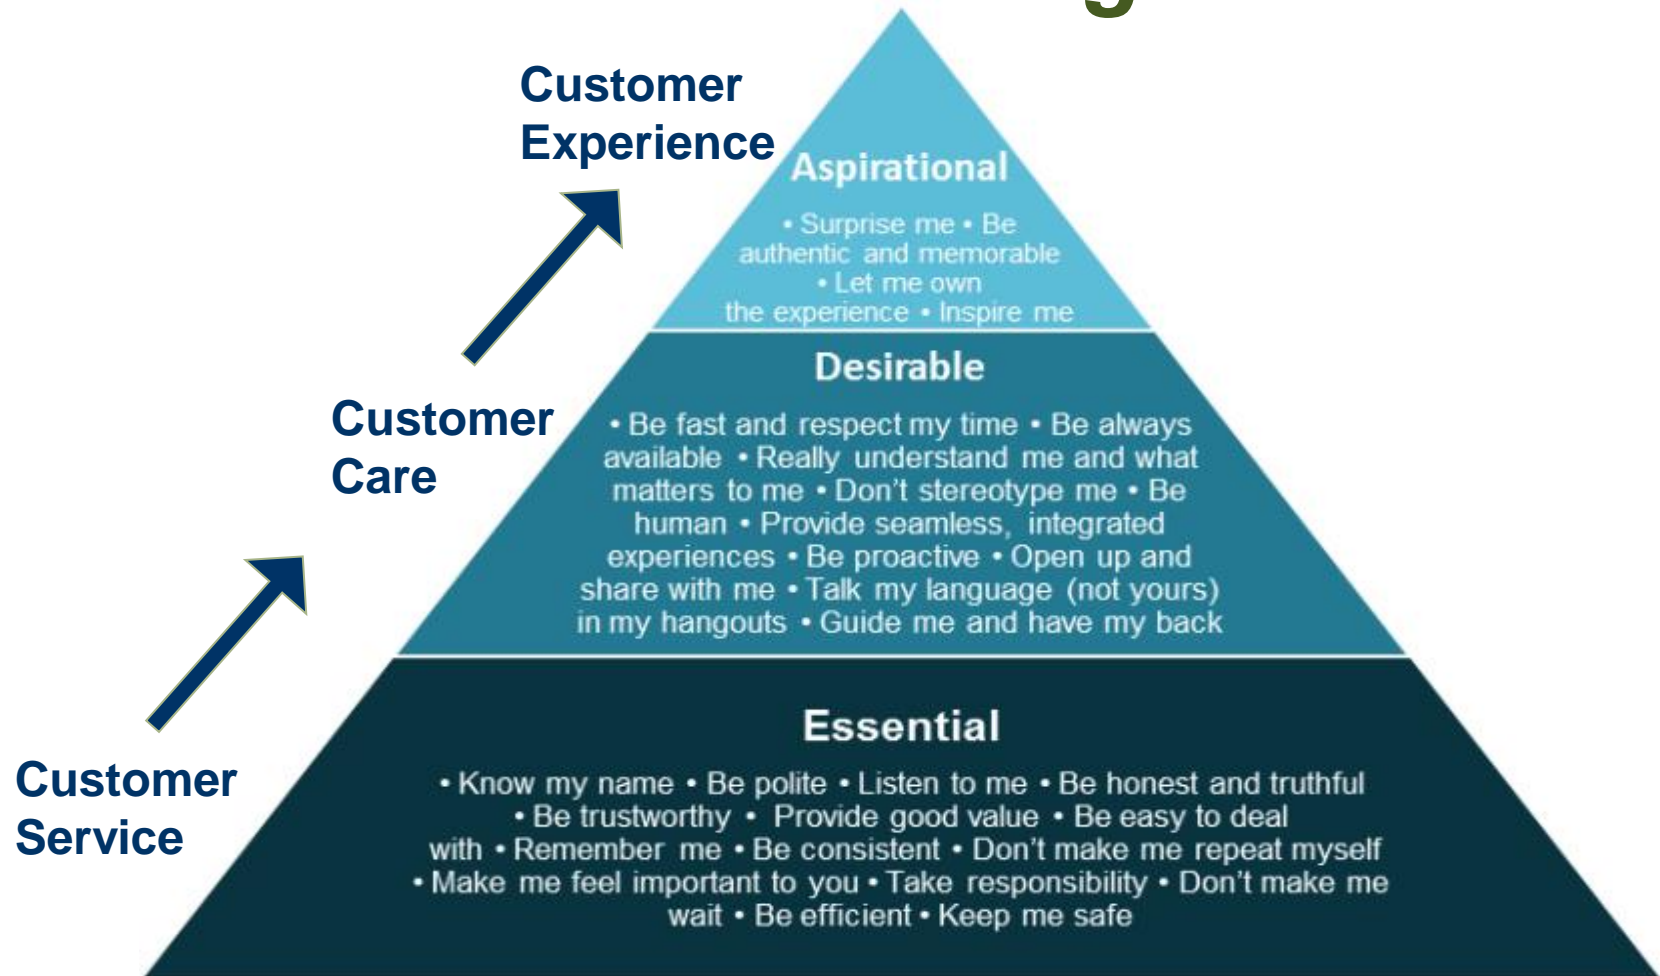 Customer
Experience
Aspirational
• Surprise me • Be
authentic and memorable
• Let me own
the experience • Inspire me
Customer
Care
Desirable
• Be fast and respect my time • Be always
available • Really understand me and what
matters to me • Don't stereotype me • Be
human • Provide seamless, integrated
experiences • Be proactive • Open up and
share with me • Talk my language (not yours)
in my hangouts • Guide me and have my back
Customer
Service
Essential
• Know my name • Be polite • Listen to me • Be honest and truthful
• Be trustworthy • Provide good value • Be easy to deal
with • Remember me • Be consistent • Don't make me repeat myself
• Make me feel important to you • Take responsibility • Don't make me
wait • Be efficient • Keep me safe